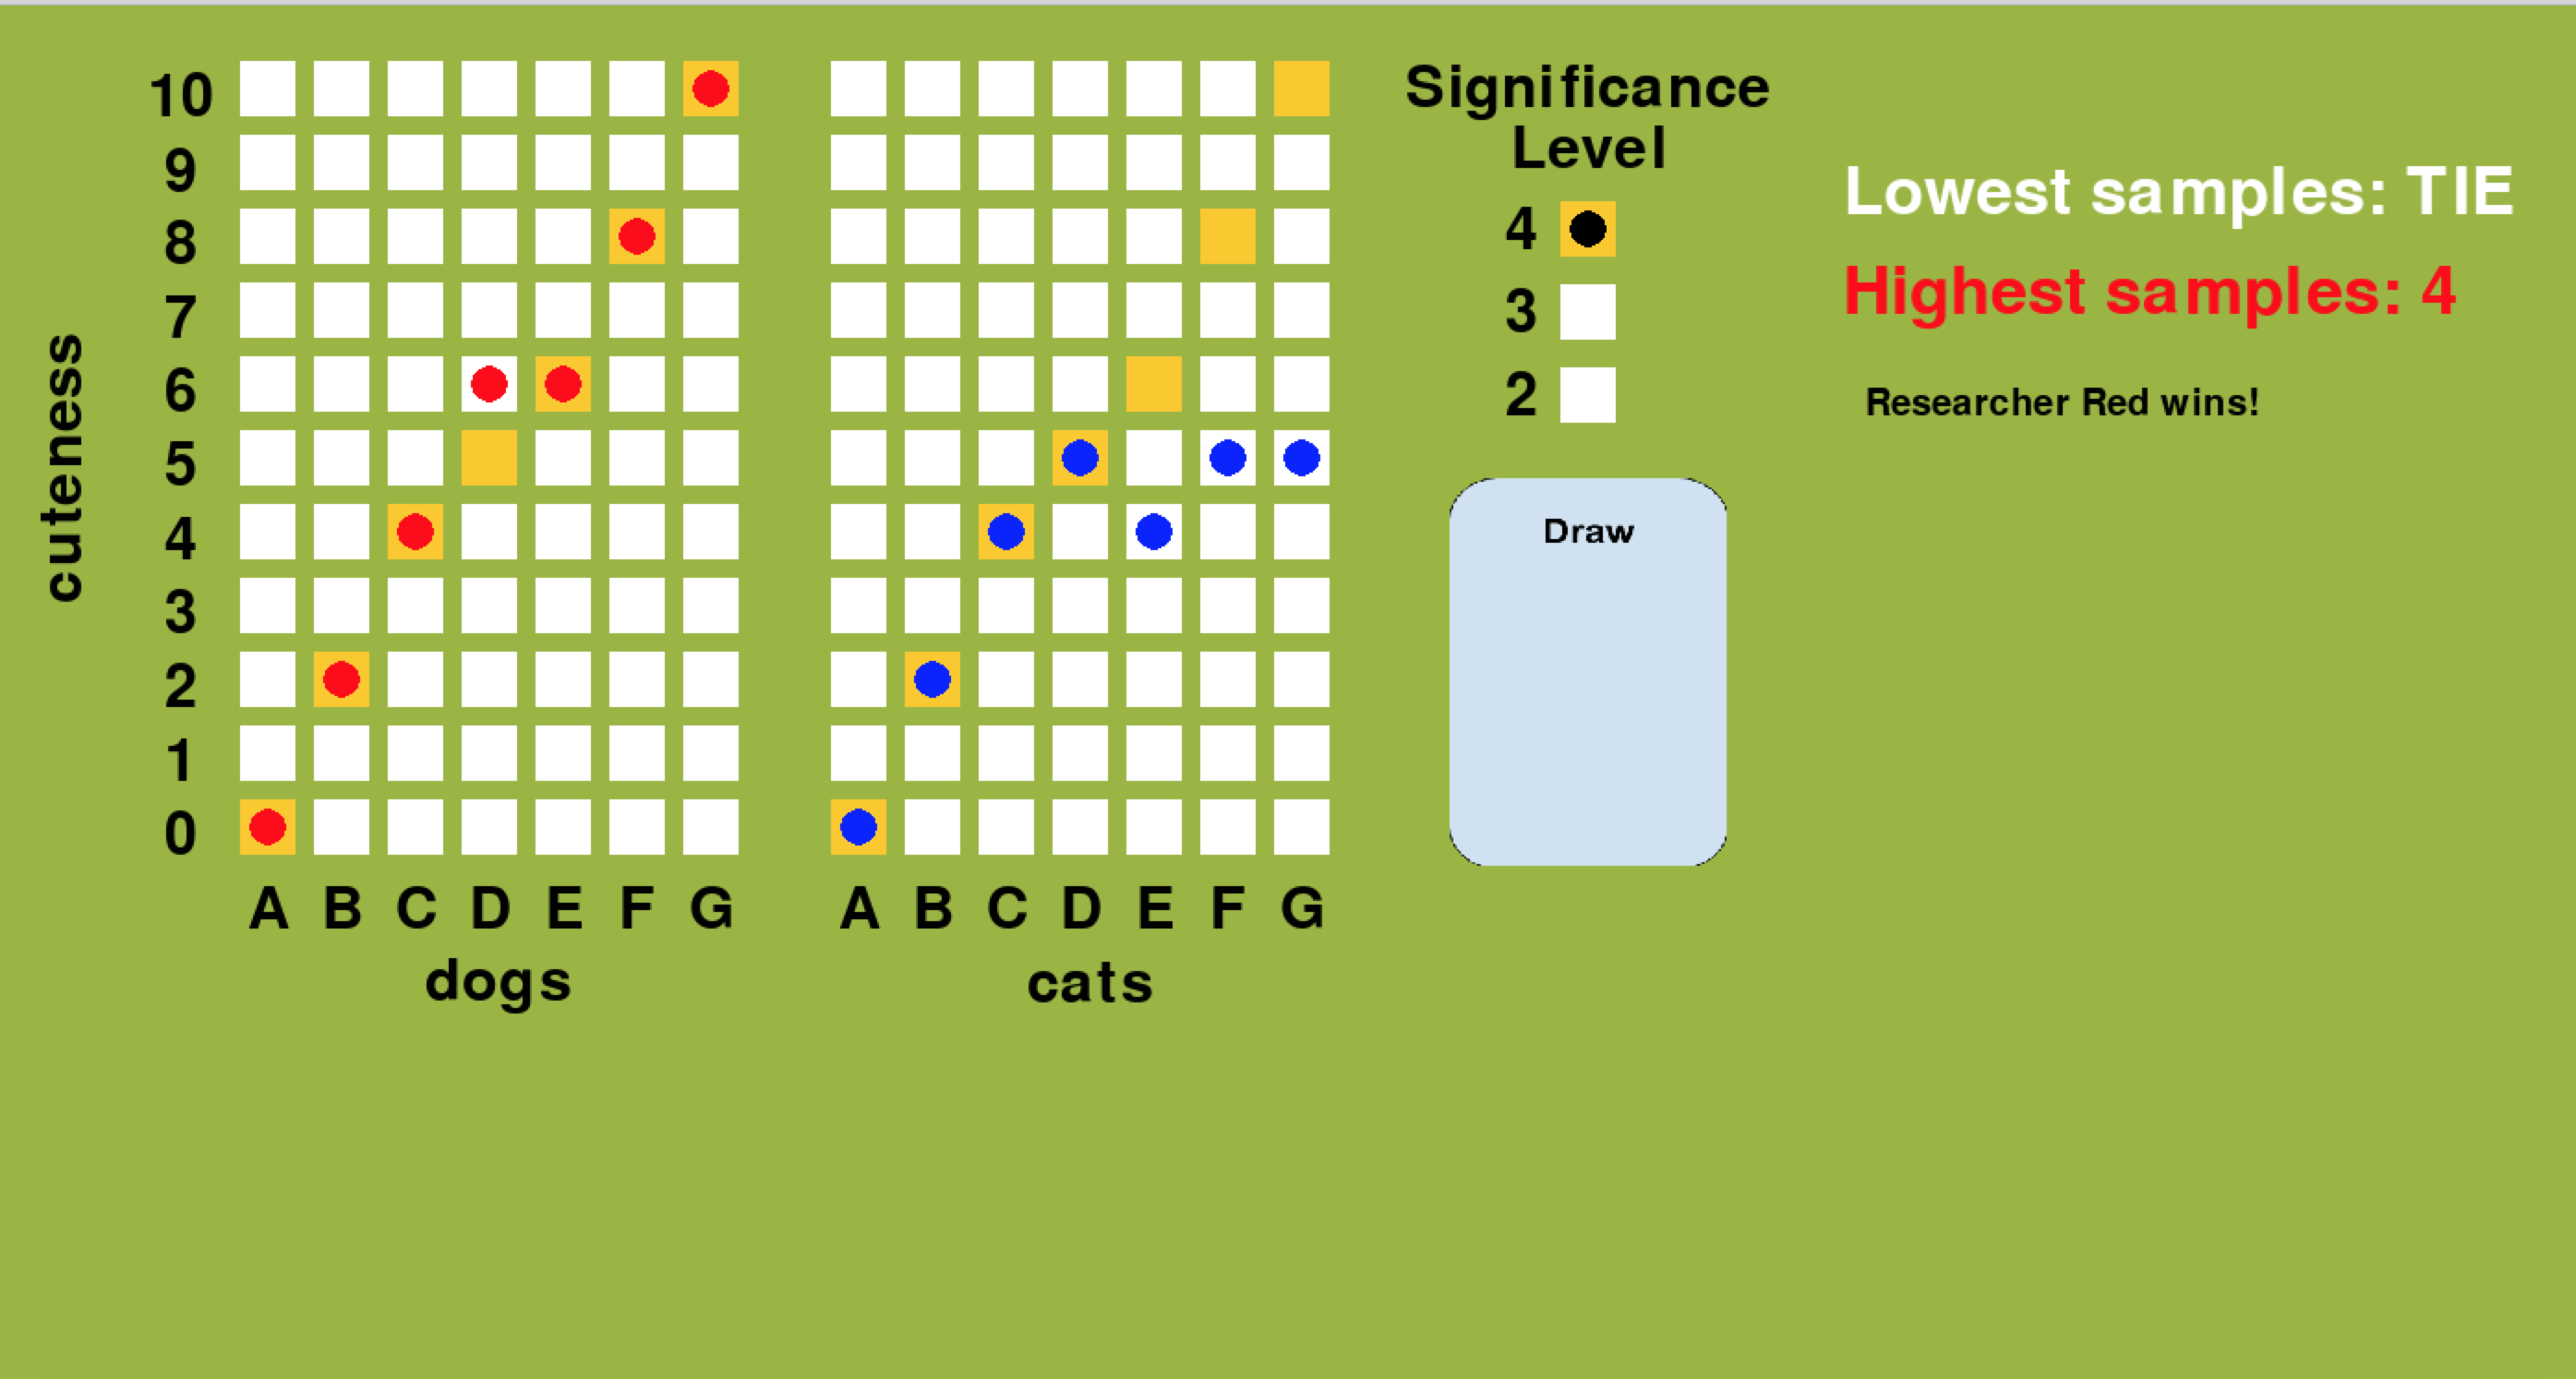 10
9
8
7
6
5
4
3
2
1
0
cuteness
A B C D E F G
dogs
A B C D E F G
cats
Significance
Level
4
3
2
Draw
Lowest samples: TIE
Highest samples: 4
Researcher Red wins!